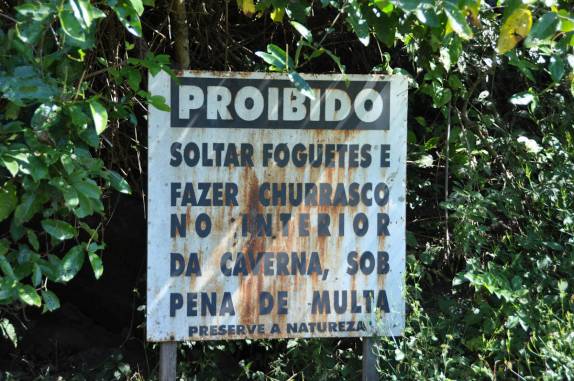 PROIBIDO
SOLTAR FOGUETES E
FAZER CHURRASCO
NO INTERIOR
DA CAVERNA, SOB
PENA DE MULTA
PRESERVE A NATUREZA